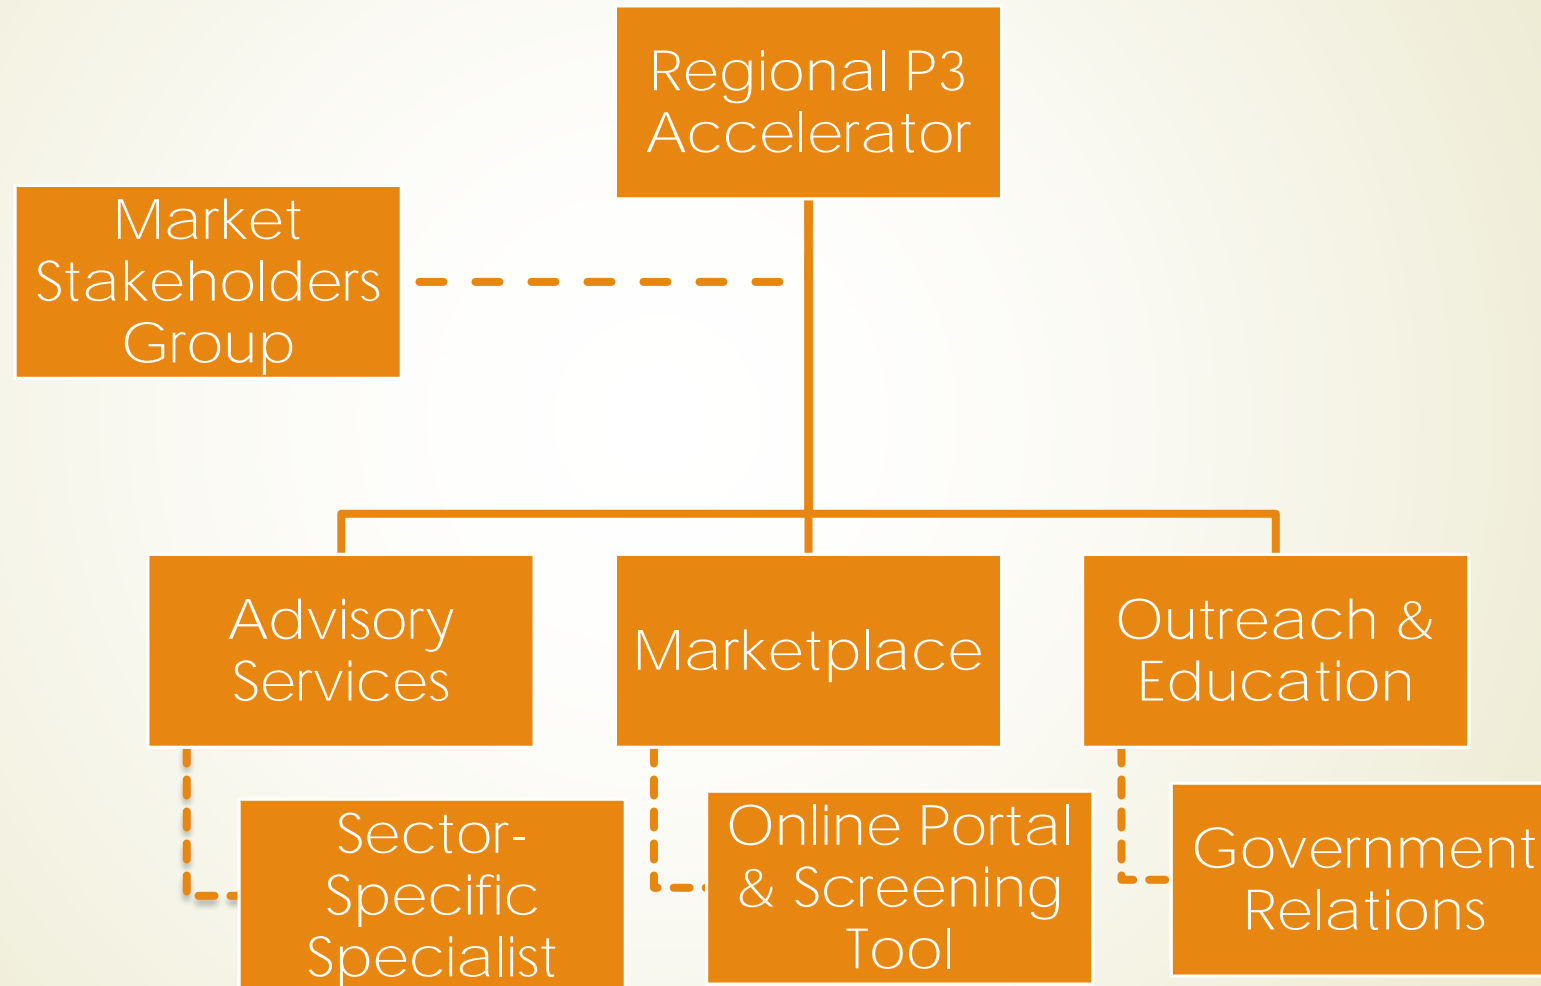 Regional P3
Accelerator
Market
Stakeholders
Group
Advisory
Services
Marketplace
Outreach &
Education
Sector-
Specific
Specialist
Online Portal
& Screening
Tool
Government
Relations